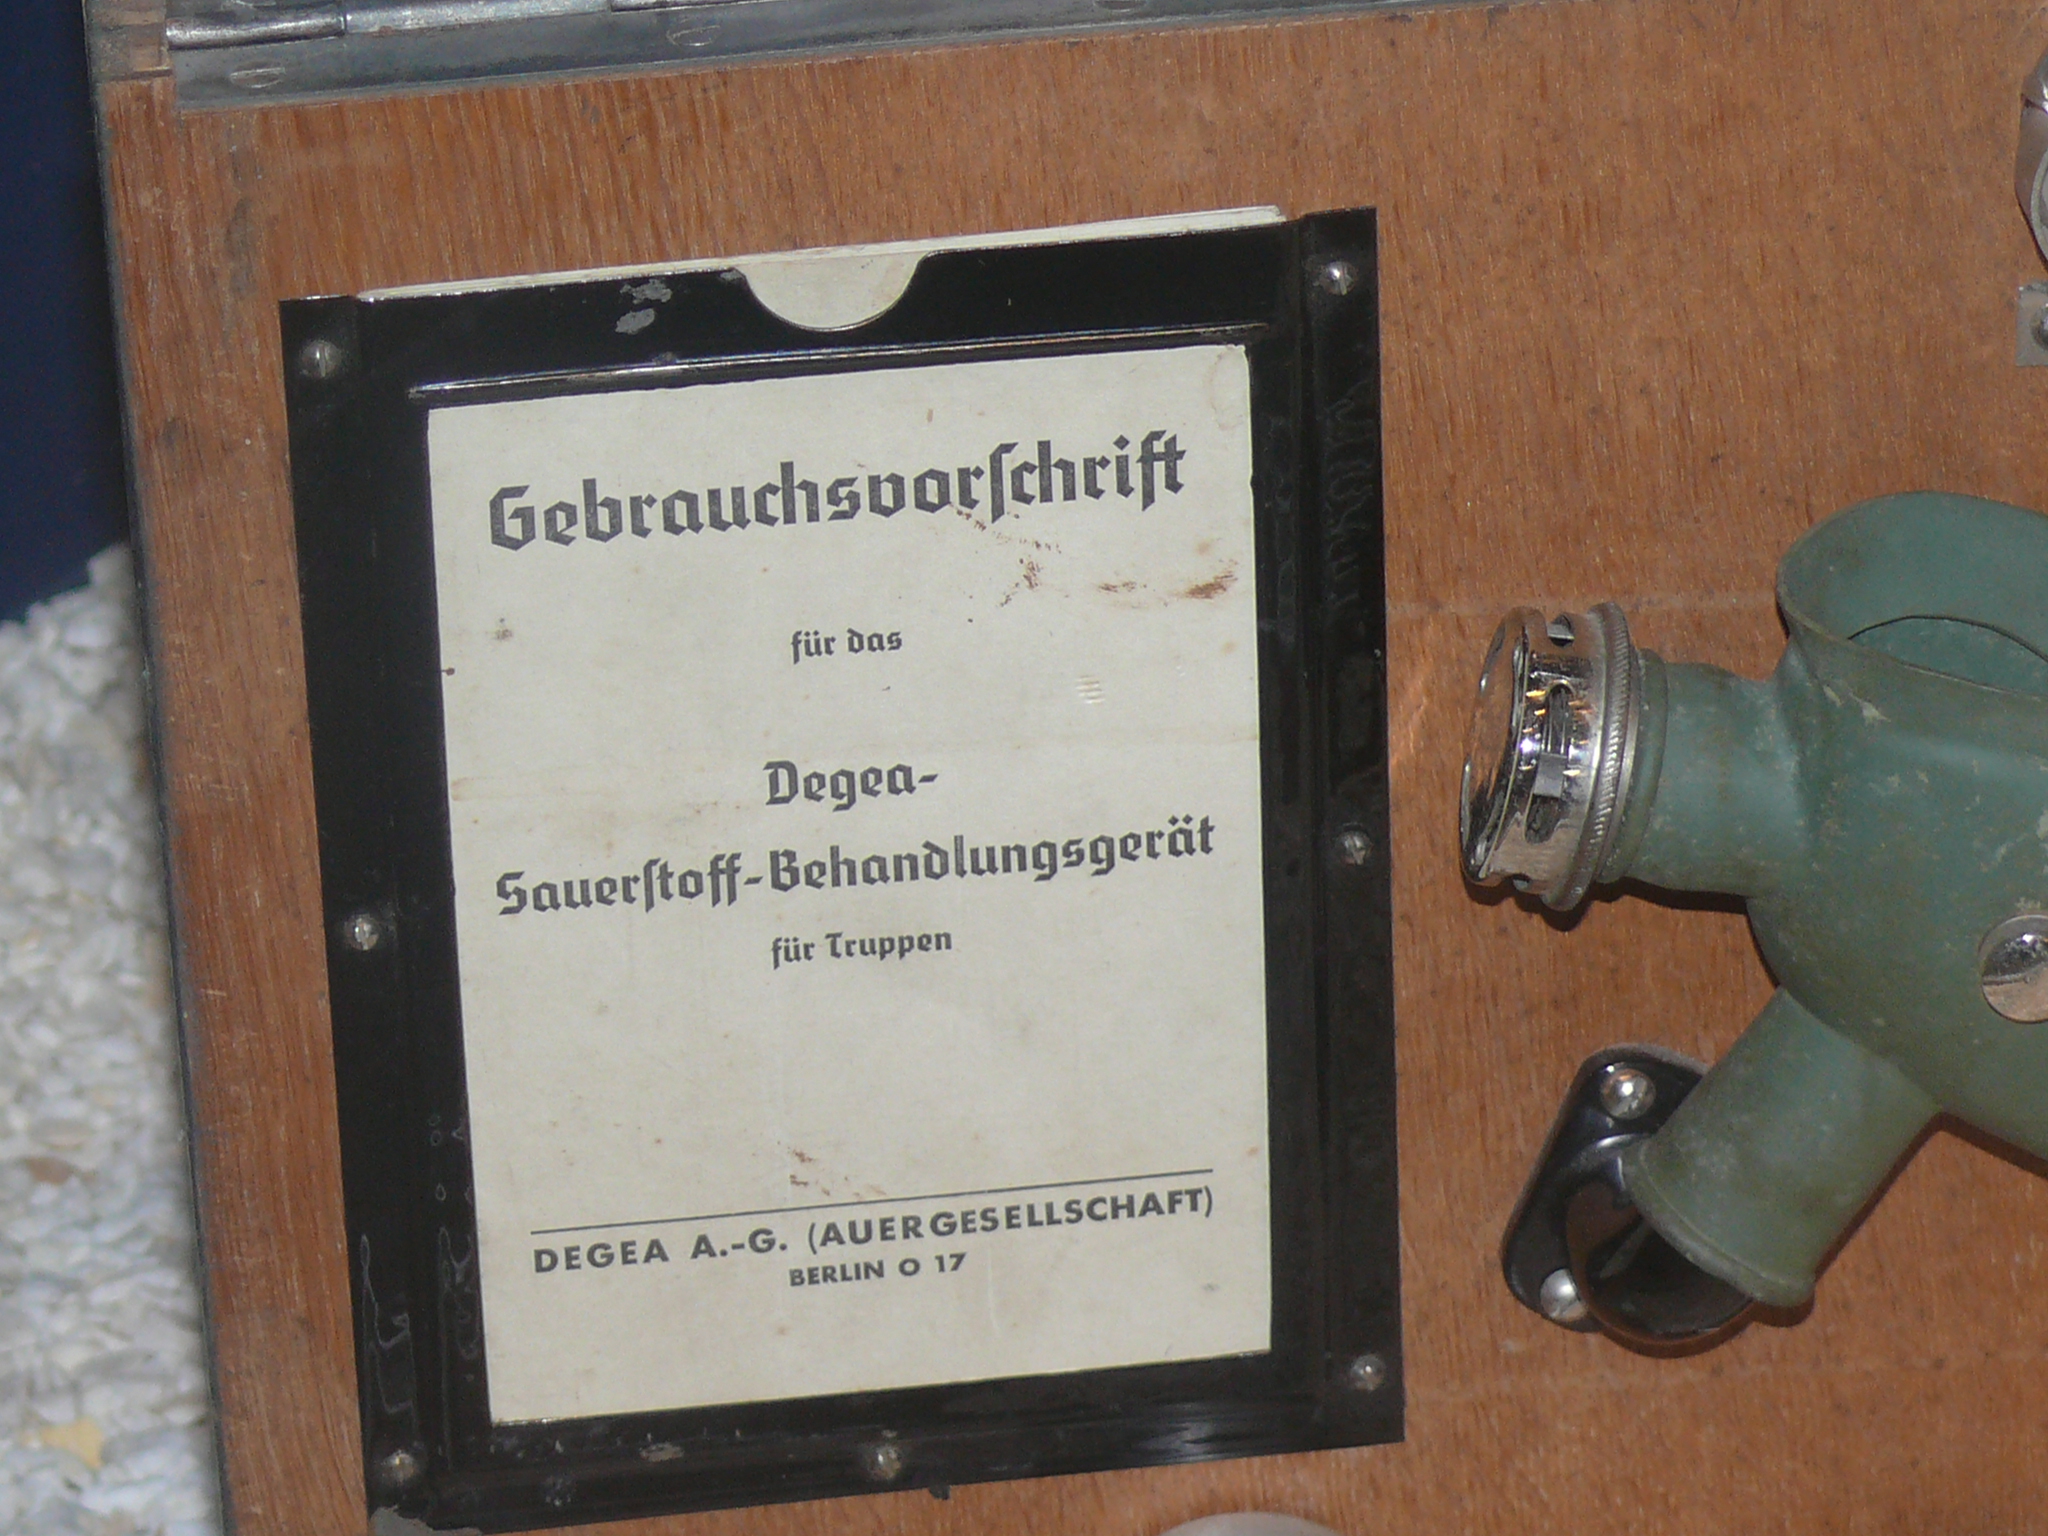 Gebrauchsvorſchrift
für das
Degea-
Sauerſtoff-Behandlungsgerät
für Truppen
DEGEA A.-G. (AUERGESELLSCHAFT)
BERLIN O 17